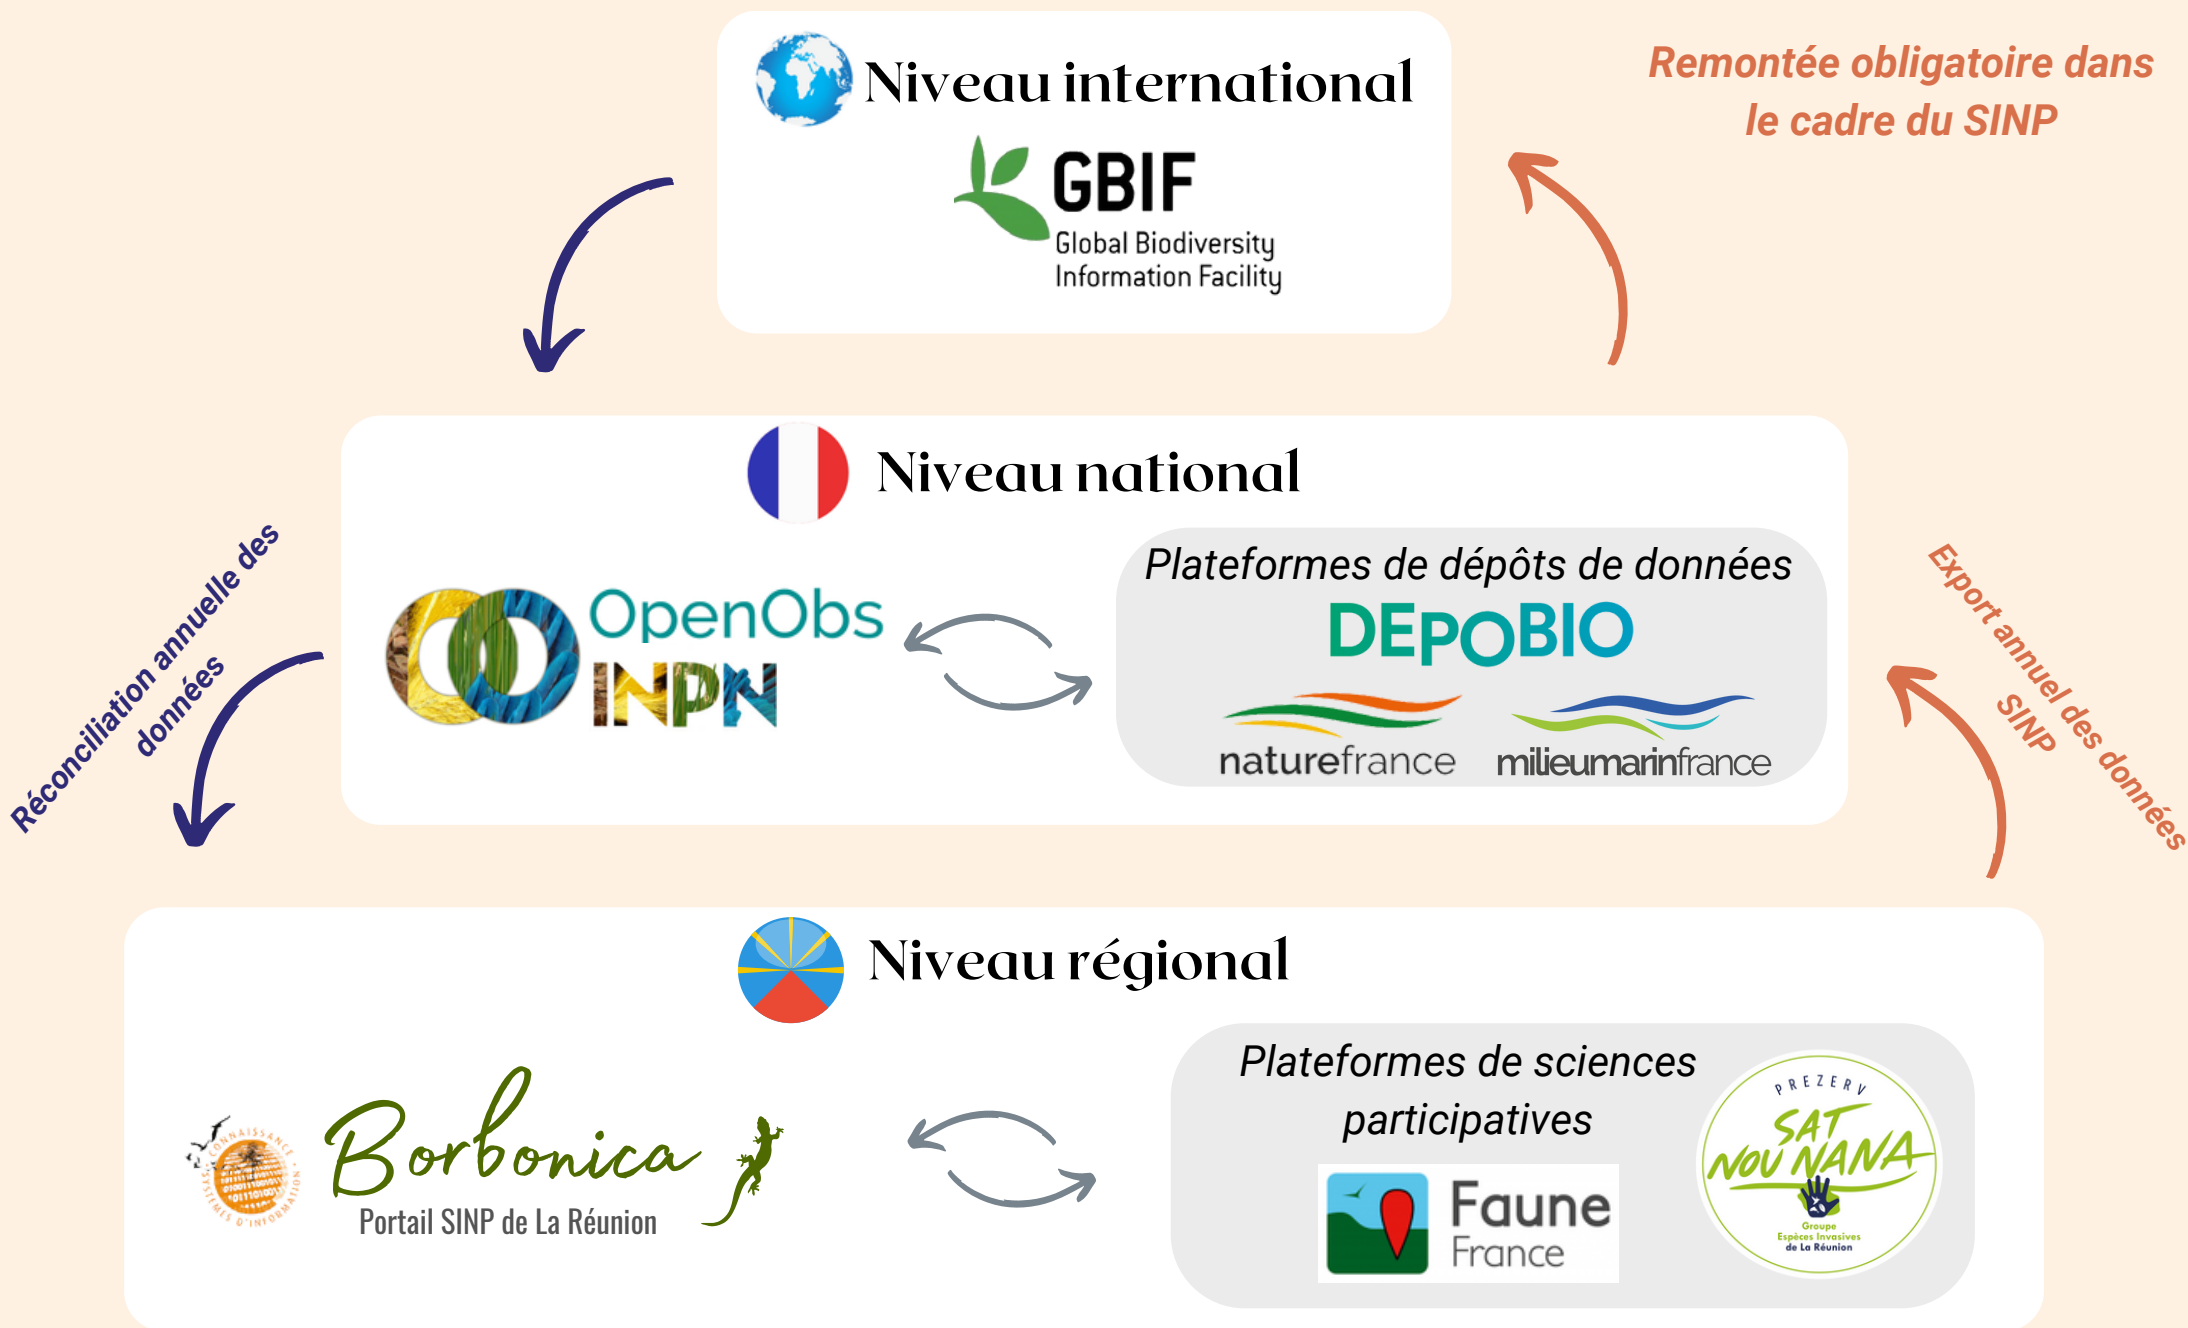 Niveau international
GBIF
Global Biodiversity
Information Facility
Remontée obligatoire dans
le cadre du SINP
Niveau national
OpenObs
INPN
Plateformes de dépôts de données
DEPOBIO
naturefrance
milieumarinfrance
Réconciliation annuelle des
données
Export annuel des données
SINP
Niveau régional
CONNAISSANCE
SYSTÈMES D'INFORMATION
Borbonica
Portail SINP de La Réunion
Plateformes de sciences
participatives
Faune
France
PREZERV
SAT
NOU NANA
Groupe
Espèces Invasives
de La Réunion